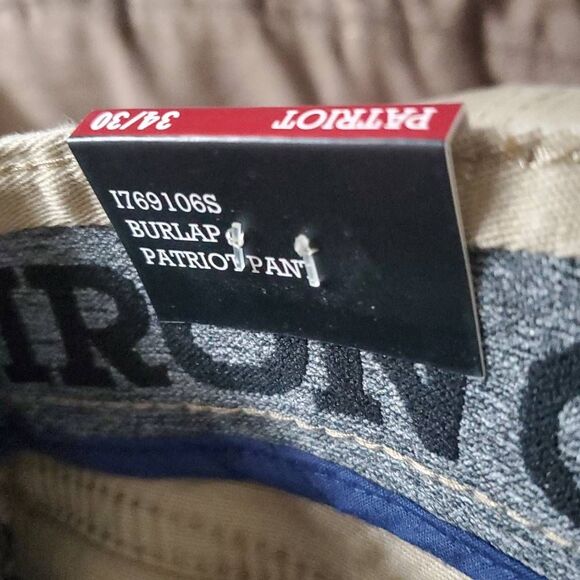 PATRIOT 34/30
I769106S
BURLAP
PATRIOT PANT
IRON